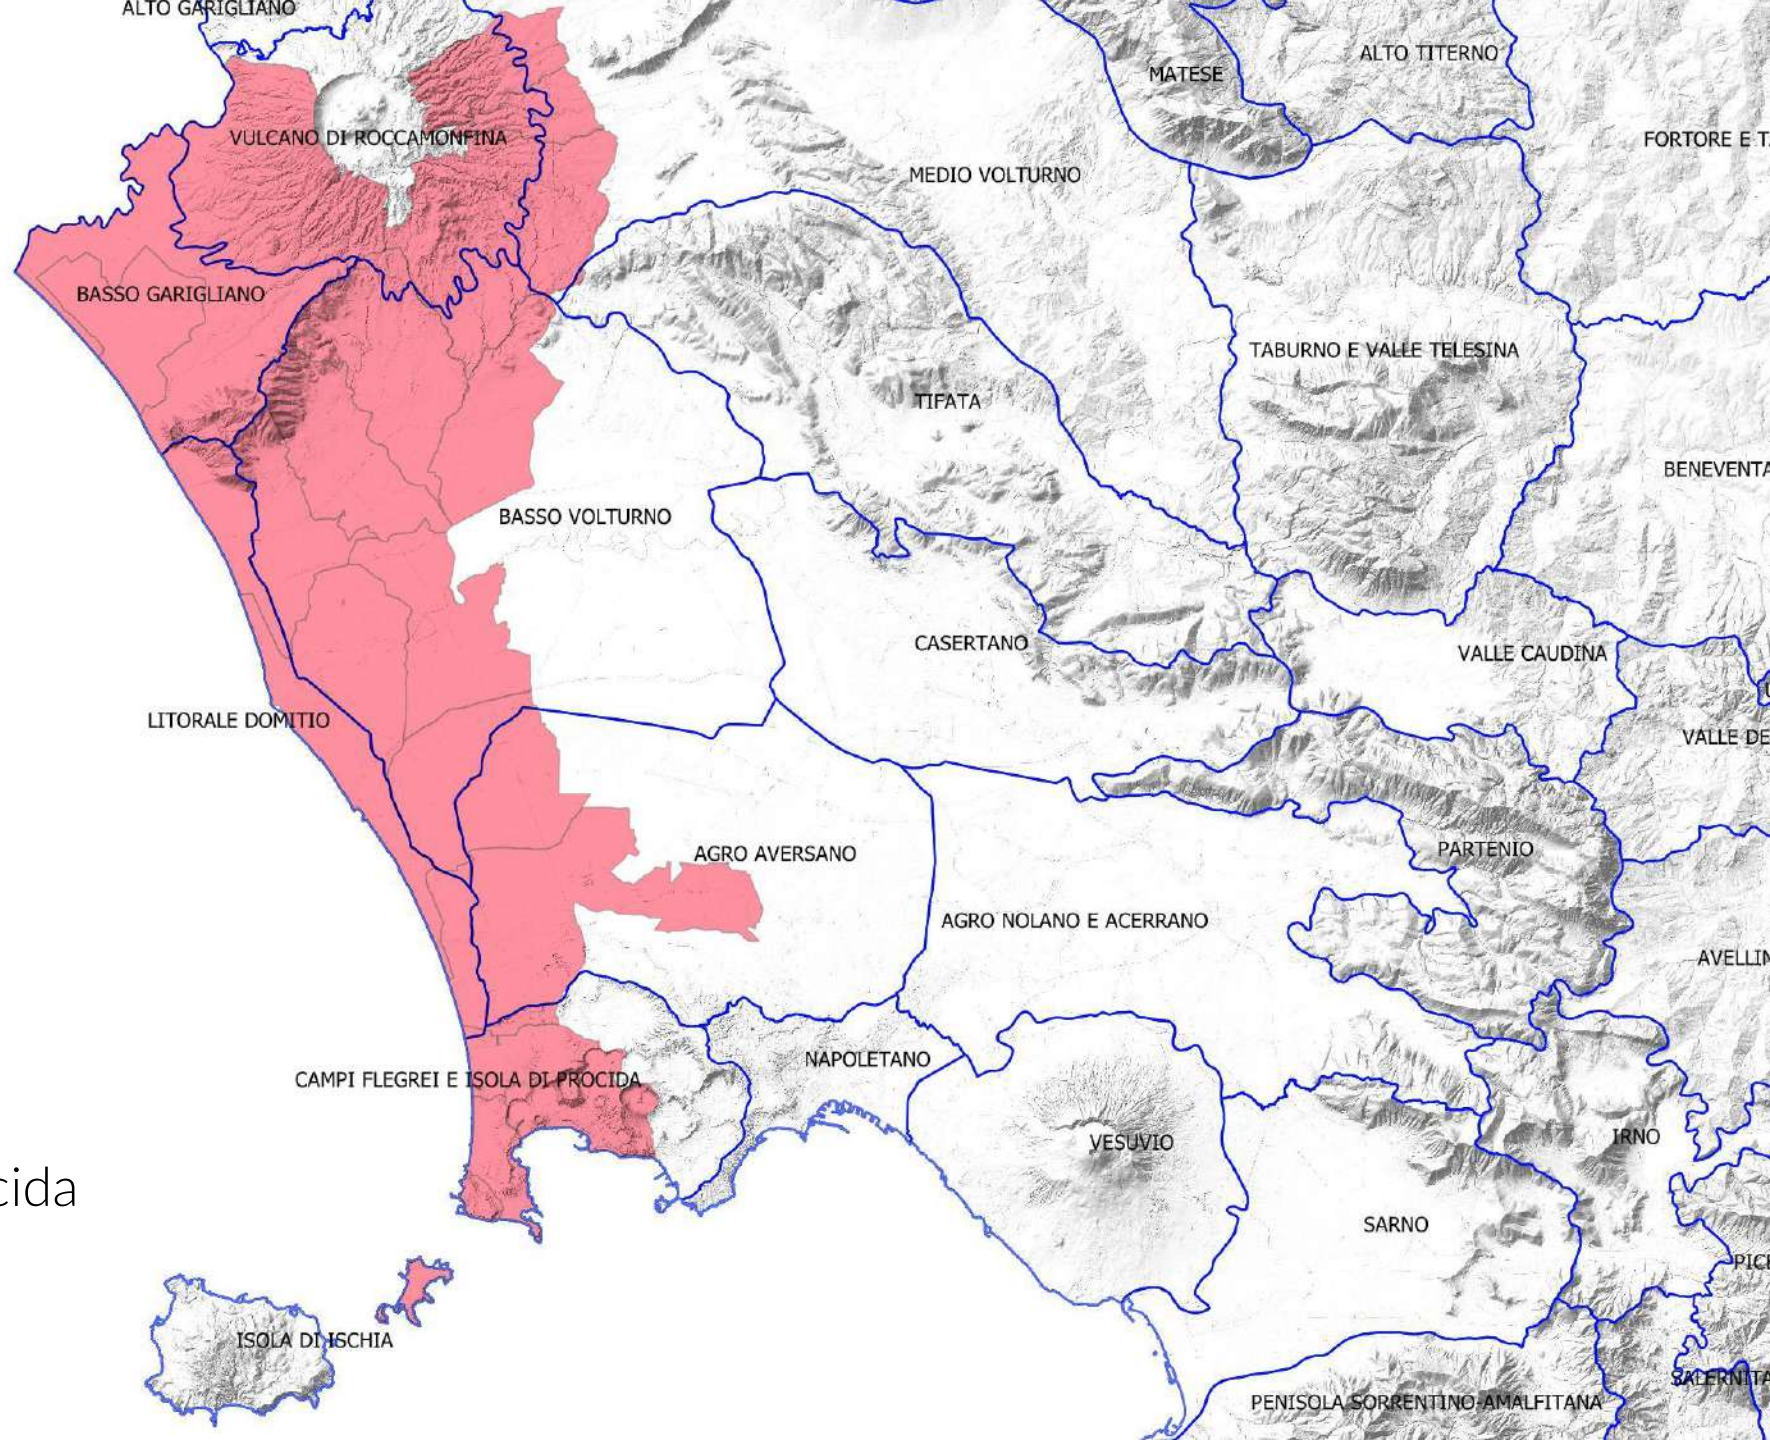 ALTO GARIGLIANO
ALTO TITERNO
MATESE
VULCANO DI ROCCAMONFINA
FORTORE E T
MEDIO VOLTURNO
BASSO GARIGLIANO
TABURNO E VALLE TELESINA
TIFATA
BENEVENTA
BASSO VOLTURNO
CASERTANO
VALLE CAUDINA
LITORALE DOMITIO
VALLE DE
AGRO AVERSANO
PARTENIO
AGRO NOLANO E ACERRANO
AVELLIN
NAPOLETANO
CAMPI FLEGREI E ISOLA DI PROCIDA
VESUVIO
IRNO
cida
SARNO
PICE
ISOLA DI ISCHIA
SALERNITA
PENISOLA SORRENTINO-AMALFITANA